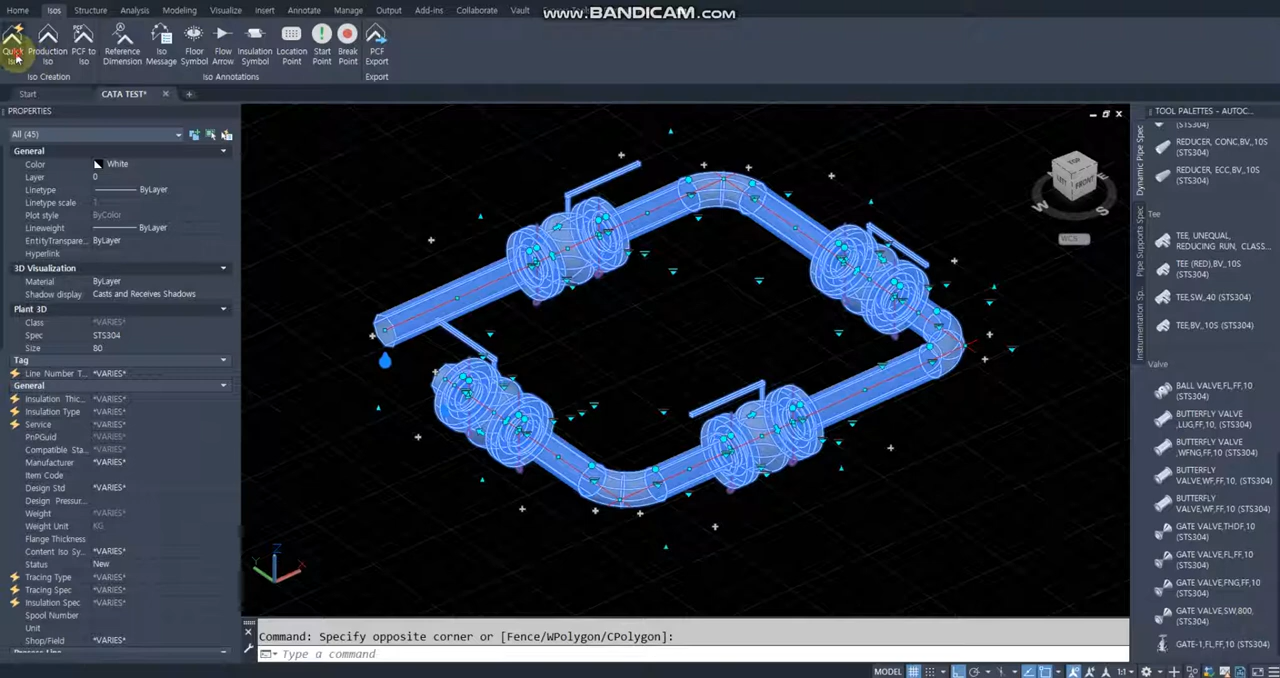 Home Isos Structure Analysis Modeling Visualize Insert Annotate Manage Output Add-ins Collaborate Vault
www.BANDICAM.com
Quick Iso Production Iso PCF to Iso Reference Dimension Iso Message Floor Symbol Flow Arrow Insulation Symbol Location Point Start Point Break Point PCF Export
Iso Creation Iso Annotations Export
Start CATA TEST*
PROPERTIES
All (45)
General
Color White
Layer 0
Linetype ByLayer
Linetype scale 1
Plot style ByColor
Lineweight ByLayer
EntityTranspare... ByLayer
Hyperlink
3D Visualization
Material ByLayer
Shadow display Casts and Receives Shadows
Plant 3D
Class *VARIES*
Spec STS304
Size 80
Tag
Line Number T... *VARIES*
General
Insulation Thic... *VARIES*
Insulation Type *VARIES*
Service *VARIES*
PnPGuid *VARIES*
Compatible Sta... *VARIES*
Manufacturer *VARIES*
Item Code
Design Std *VARIES*
Design Pressur...
Weight *VARIES*
Weight Unit KG
Flange Thickness
Content Iso Sy... *VARIES*
Status New
Tracing Type *VARIES*
Tracing Spec *VARIES*
Insulation Spec *VARIES*
Spool Number
Unit
Shop/Field *VARIES*
TOP
LEFT FRONT
W S
WCS
X Y Z
Command: Specify opposite corner or [Fence/WPolygon/CPolygon]:
Type a command
MODEL 1:1
TOOL PALETTES - AUTOC...
Dynamic Pipe Spec
Pipe Supports Spec
Instrumentation Sp...
(STS304)
REDUCER, CONC,BV_10S
(STS304)
REDUCER, ECC,BV_10S
(STS304)
Tee
TEE, UNEQUAL,
REDUCING RUN, CLASS...
TEE (RED),BV_10S
(STS304)
TEE,SW_40 (STS304)
TEE,BV_10S (STS304)
Valve
BALL VALVE,FL,FF,10
(STS304)
BUTTERFLY VALVE
,LUG,FF,10, (STS304)
BUTTERFLY VALVE
,WFNG,FF,10 (STS304)
BUTTERFLY
VALVE,WF,FF,10, (STS304)
BUTTERFLY
VALVE,WF,FF,10 (STS304)
GATE VALVE,THDF,10
(STS304)
GATE VALVE,FL,FF,10
(STS304)
GATE VALVE,FNG,FF,10
(STS304)
GATE VALVE,SW,800,
(STS304)
GATE-1,FL,FF,10 (STS304)